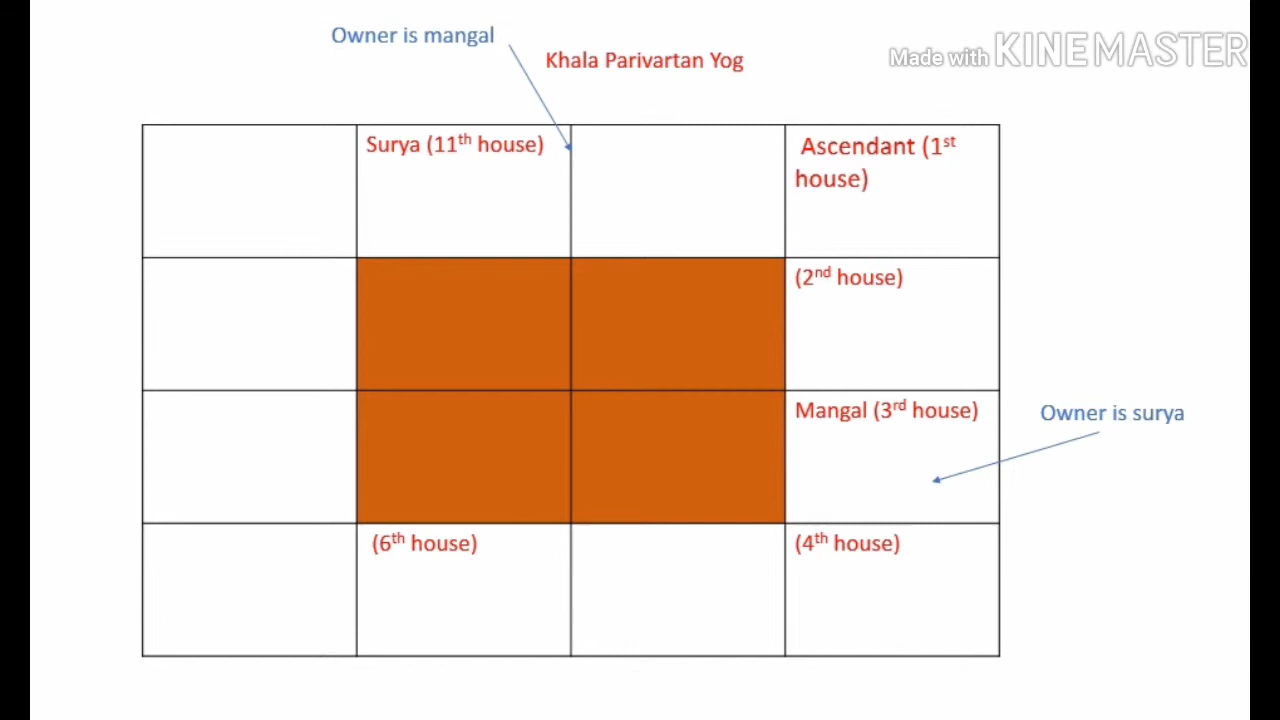 Owner is mangal
Khala Parivartan Yog
Made with KINEMASTER
Surya (11th house)
Ascendant (1st
house)
(2nd house)
Mangal (3rd house)
Owner is surya
(6th house)
(4th house)